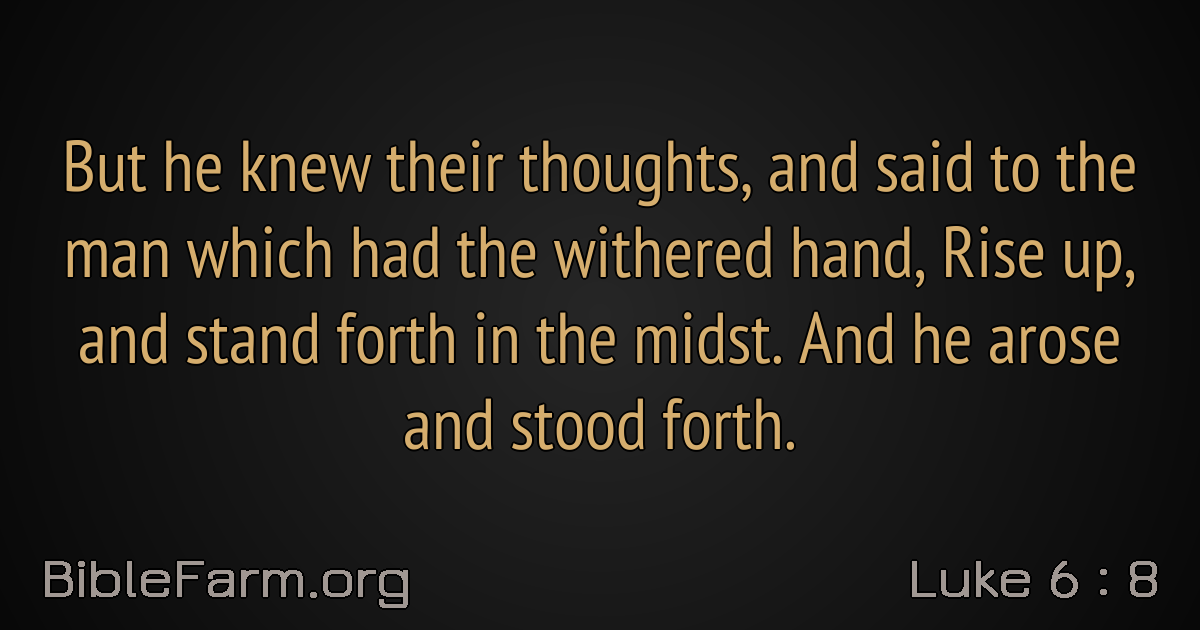 But he knew their thoughts, and said to the
man which had the withered hand, Rise up,
and stand forth in the midst. And he arose
and stood forth.
BibleFarm.org
Luke 6 : 8